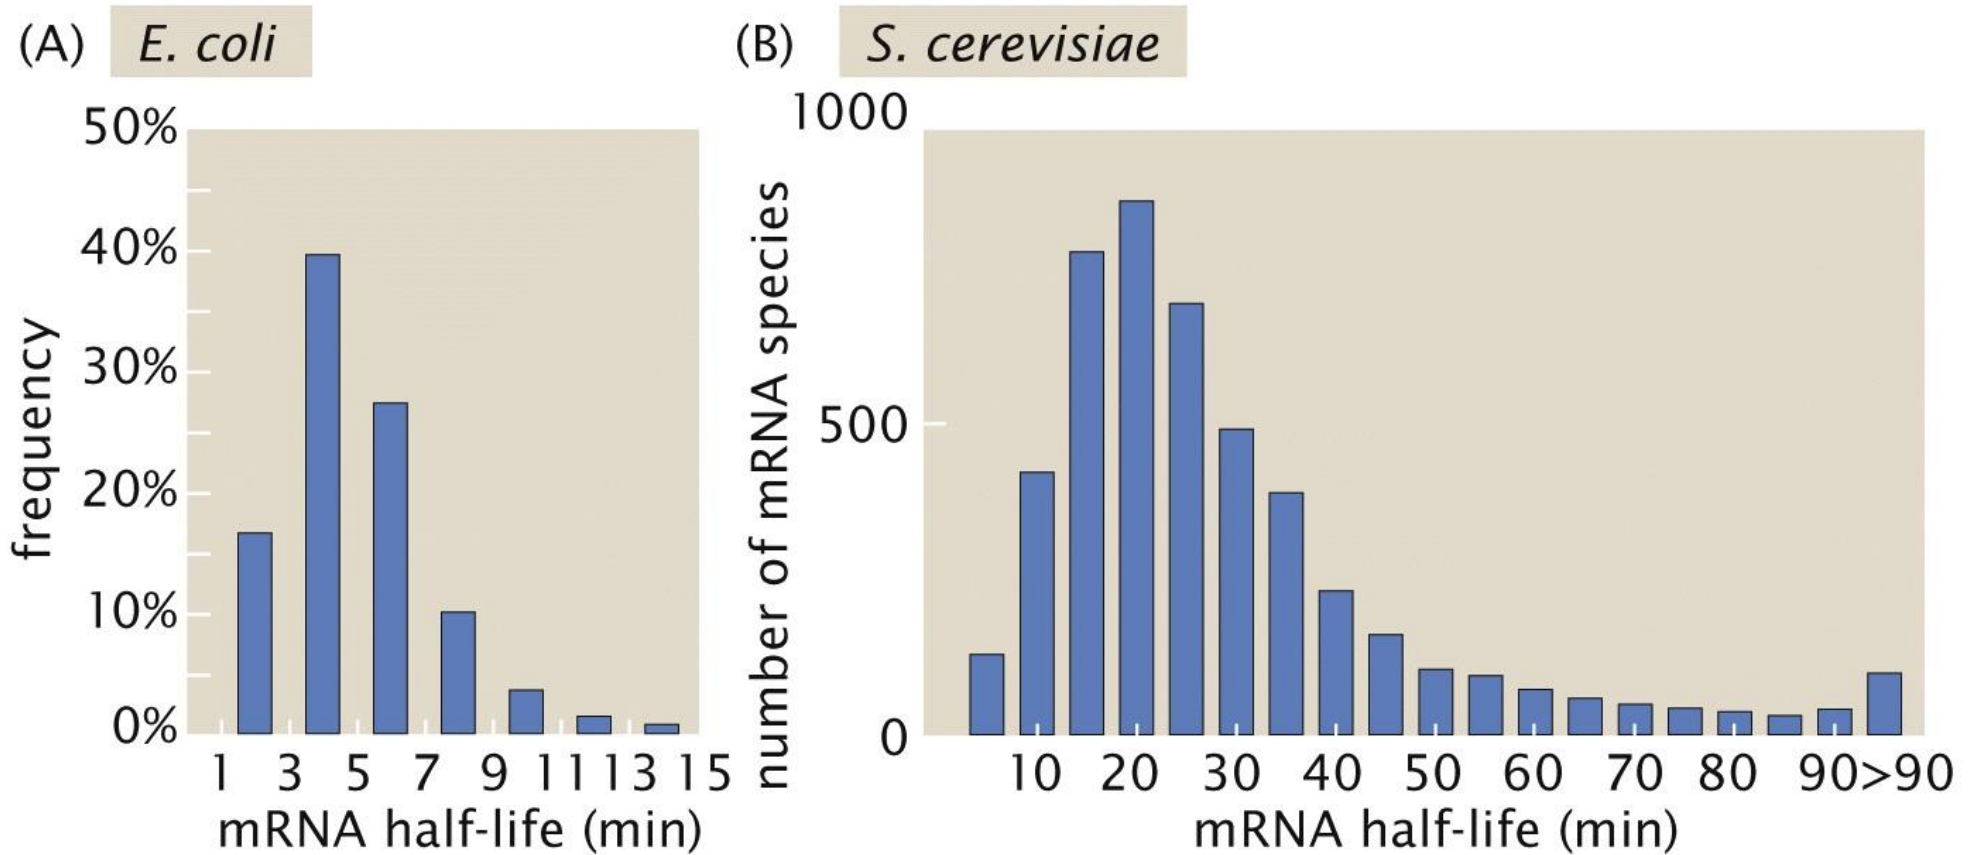 (A) E. coli
50%
40%
30%
20%
10%
0%
frequency
1 3 5 7 9 11 13 15
mRNA half-life (min)
(B) S. cerevisiae
1000
500
0
number of mRNA species
10 20 30 40 50 60 70 80 90 >90
mRNA half-life (min)